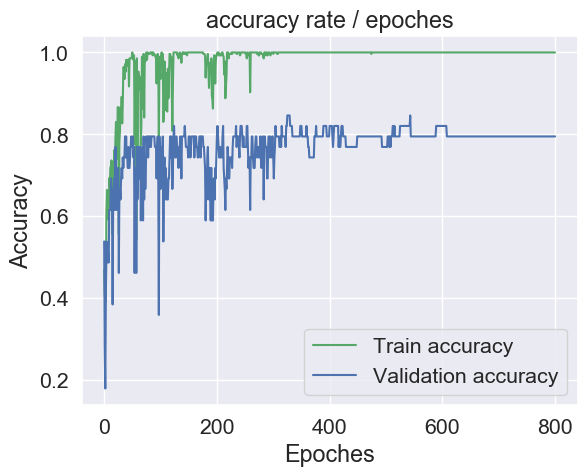 accuracy rate / epoches
1.0
0.8
0.6
0.4
0.2
Accuracy
Train accuracy
Validation accuracy
0 200 400 600 800
Epoches